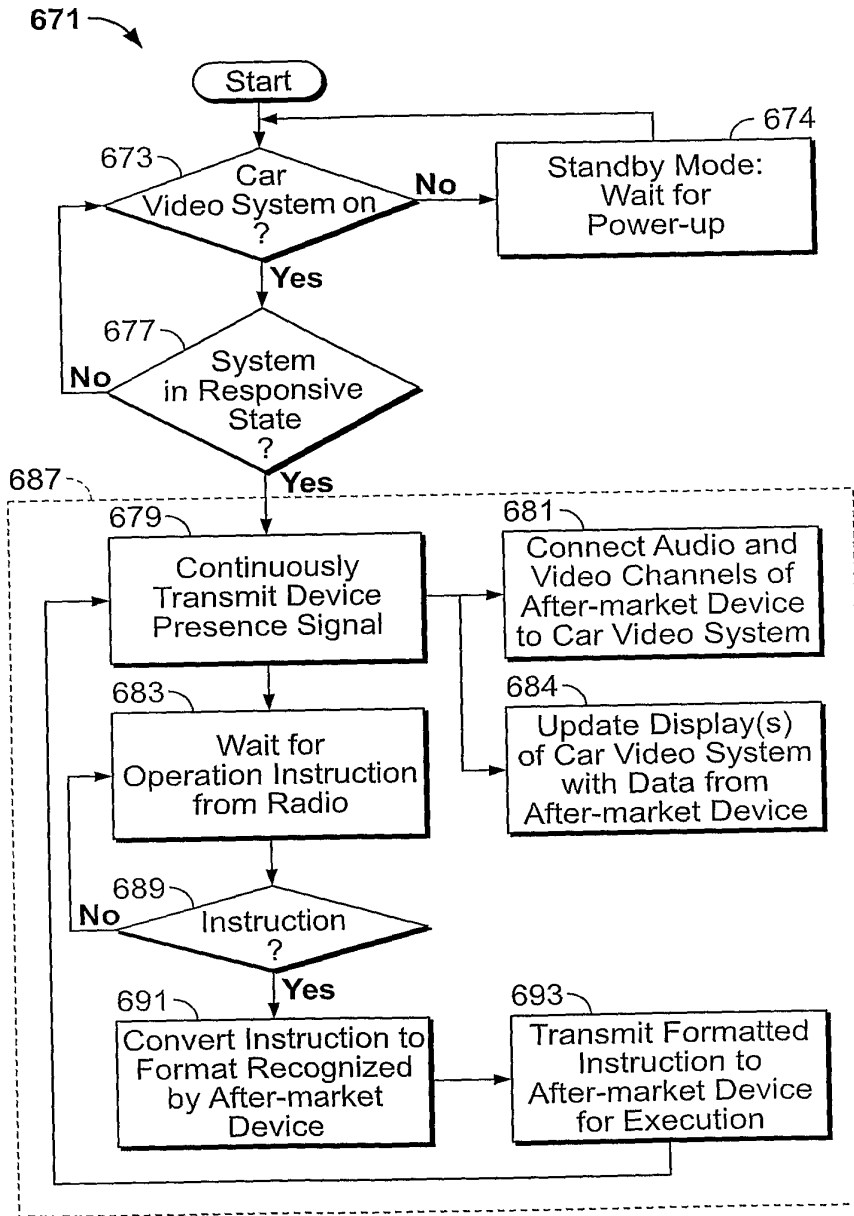 671
Start
673
Car
Video System on
?
No
674
Standby Mode:
Wait for
Power-up
Yes
677
System
in Responsive
State
?
No
Yes
687
679
Continuously
Transmit Device
Presence Signal
681
Connect Audio and
Video Channels of
After-market Device
to Car Video System
683
Wait for
Operation Instruction
from Radio
684
Update Display(s)
of Car Video System
with Data from
After-market Device
689
Instruction
?
No
Yes
691
Convert Instruction to
Format Recognized
by After-market
Device
693
Transmit Formatted
Instruction to
After-market Device
for Execution